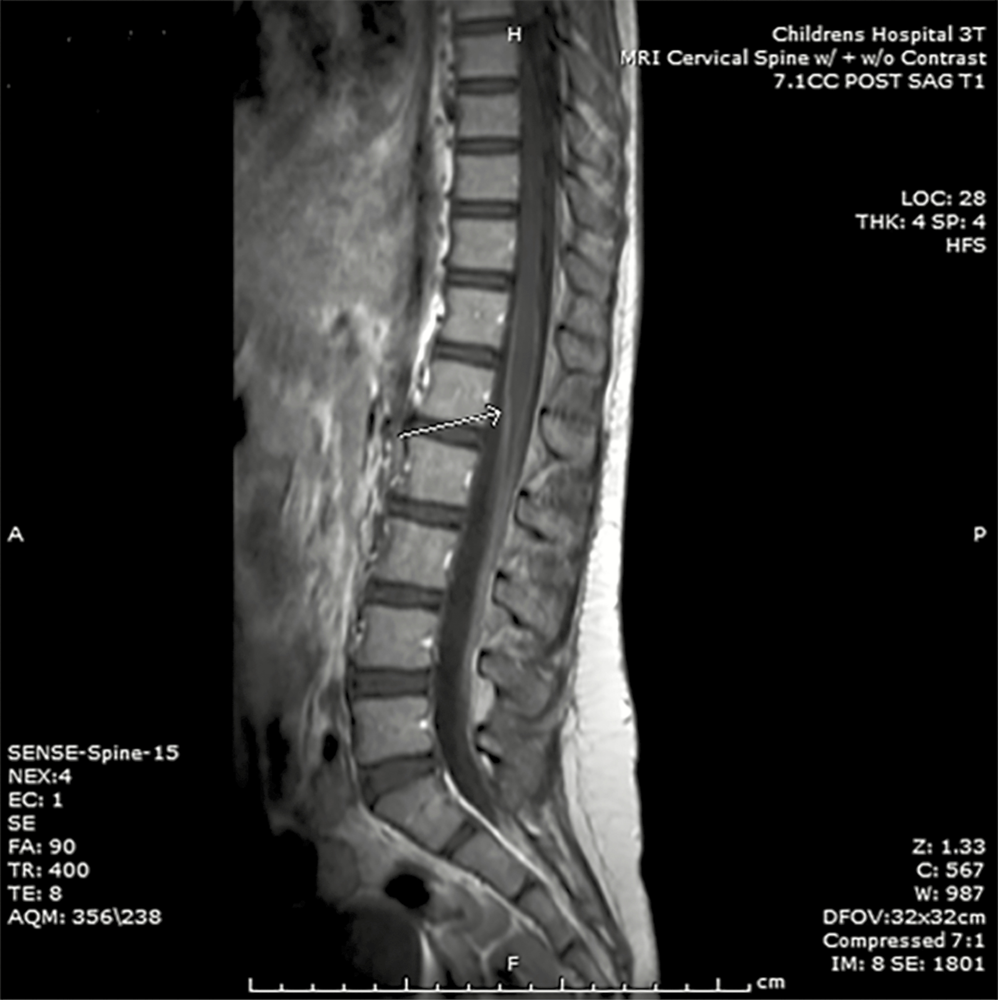 H
Childrens Hospital 3T
MRI Cervical Spine w/ + w/o Contrast
7.1CC POST SAG T1
LOC: 28
THK: 4 SP: 4
HFS
A
P
SENSE-Spine-15
NEX:4
EC: 1
SE
FA: 90
TR: 400
TE: 8
AQM: 356\238
Z: 1.33
C: 567
W: 987
DFOV:32x32cm
Compressed 7:1
IM: 8 SE: 1801
F
cm